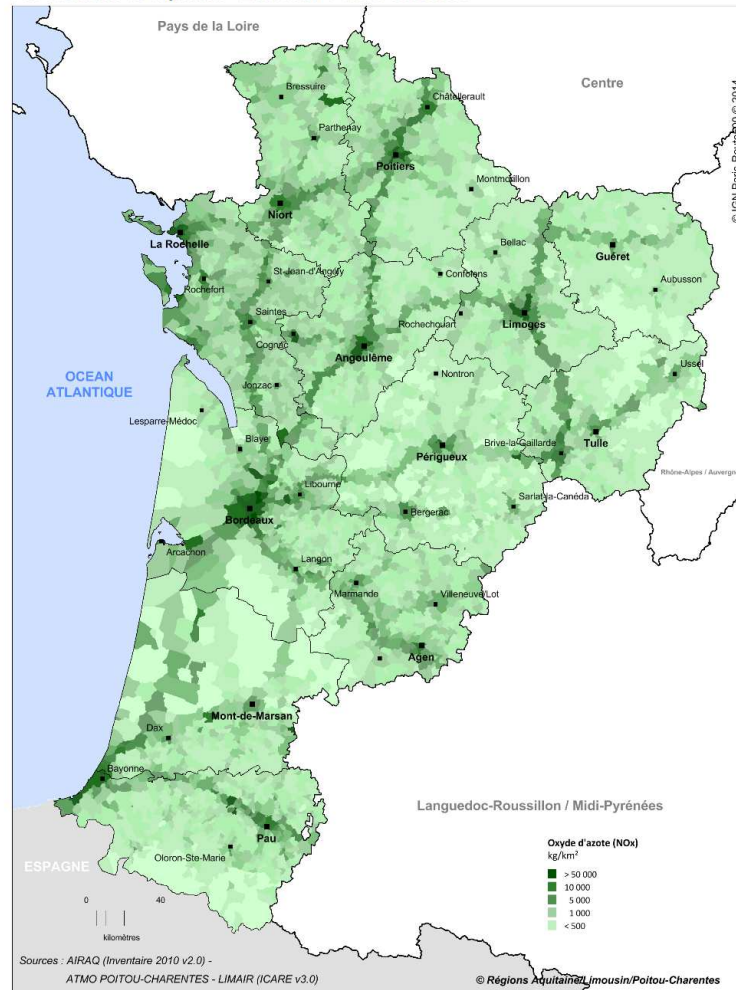 Pays de la Loire
Centre
© IGN Paris Route500 © 2014
Bressuire
Châtellerault
Parthenay
Poitiers
Montmorillon
Niort
La Rochelle
Bellac
Guéret
St-Jean-d'Angély
Confolens
Rochefort
Aubusson
Saintes
Rochechouart
Limoges
Cognac
Angoulême
OCEAN
ATLANTIQUE
Nontron
Ussel
Jonzac
Lesparre-Médoc
Blaye
Périgueux
Brive-la-Gaillarde
Tulle
Rhône-Alpes / Auvergne
Libourne
Sarlat-la-Canéda
Bordeaux
Bergerac
Arcachon
Langon
Marmande
Villeneuve/Lot
Agen
Mont-de-Marsan
Dax
Bayonne
Languedoc-Roussillon / Midi-Pyrénées
Pau
Oloron-Ste-Marie
ESPAGNE
Oxyde d'azote (NOx)
kg/km²
> 50 000
10 000
5 000
1 000
< 500
0 40
kilomètres
Sources : AIRAQ (Inventaire 2010 v2.0) -
ATMO POITOU-CHARENTES - LIMAIR (ICARE v3.0)
© Régions Aquitaine/Limousin/Poitou-Charentes